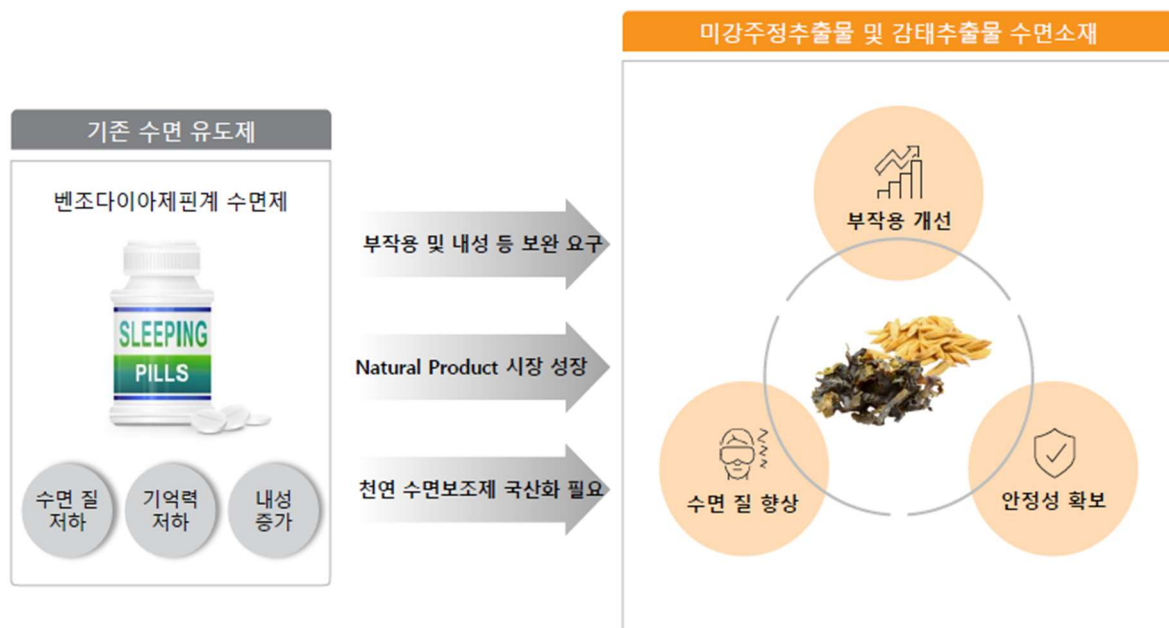 미강주정추출물 및 감태추출물 수면소재
기존 수면 유도제
벤조다이아제핀계 수면제
SLEEPING
PILLS
수면 질
저하
기억력
저하
내성
증가
부작용 및 내성 등 보완 요구
Natural Product 시장 성장
천연 수면보조제 국산화 필요
부작용 개선
수면 질 향상
안정성 확보